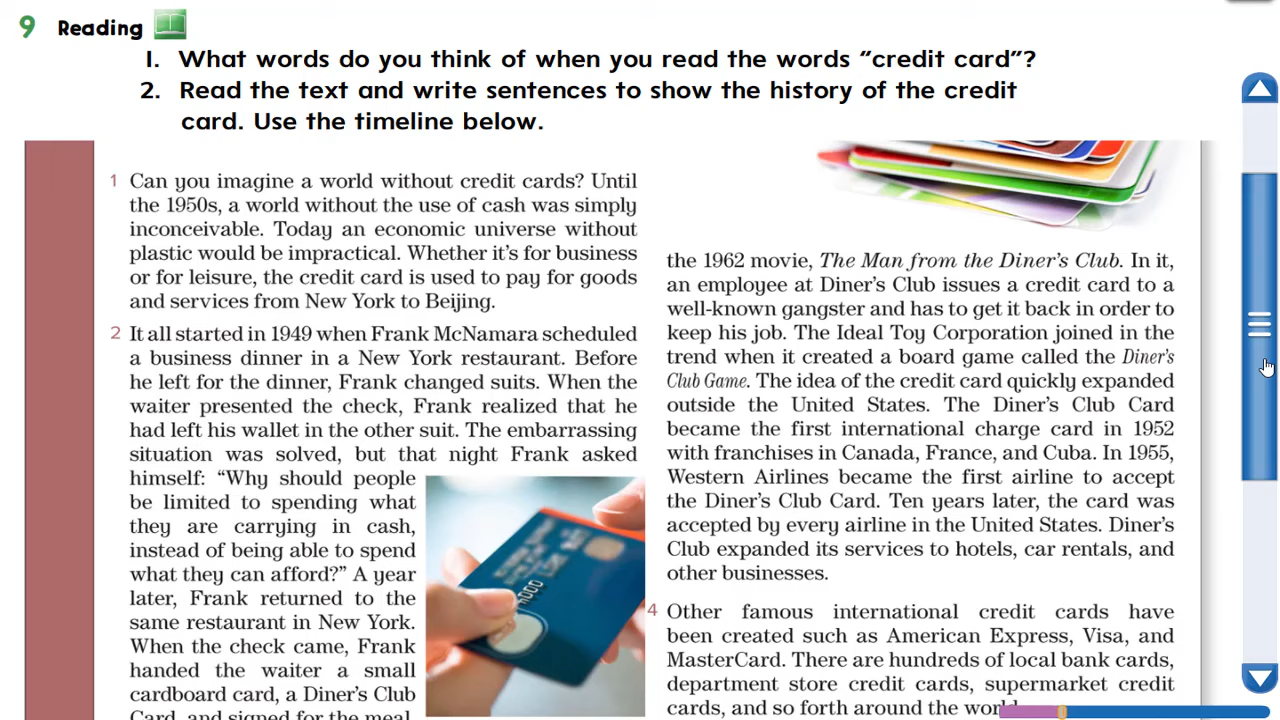 9 Reading
1. What words do you think of when you read the words “credit card”?
2. Read the text and write sentences to show the history of the credit
card. Use the timeline below.
1 Can you imagine a world without credit cards? Until
the 1950s, a world without the use of cash was simply
inconceivable. Today an economic universe without
plastic would be impractical. Whether it’s for business
or for leisure, the credit card is used to pay for goods
and services from New York to Beijing.
2 It all started in 1949 when Frank McNamara scheduled
a business dinner in a New York restaurant. Before
he left for the dinner, Frank changed suits. When the
waiter presented the check, Frank realized that he
had left his wallet in the other suit. The embarrassing
situation was solved, but that night Frank asked
himself: “Why should people
be limited to spending what
they are carrying in cash,
instead of being able to spend
what they can afford?” A year
later, Frank returned to the
same restaurant in New York.
When the check came, Frank
handed the waiter a small
cardboard card, a Diner’s Club
Card, and signed for the meal.
the 1962 movie, The Man from the Diner’s Club. In it,
an employee at Diner’s Club issues a credit card to a
well-known gangster and has to get it back in order to
keep his job. The Ideal Toy Corporation joined in the
trend when it created a board game called the Diner’s
Club Game. The idea of the credit card quickly expanded
outside the United States. The Diner’s Club Card
became the first international charge card in 1952
with franchises in Canada, France, and Cuba. In 1955,
Western Airlines became the first airline to accept
the Diner’s Club Card. Ten years later, the card was
accepted by every airline in the United States. Diner’s
Club expanded its services to hotels, car rentals, and
other businesses.
4 Other famous international credit cards have
been created such as American Express, Visa, and
MasterCard. There are hundreds of local bank cards,
department store credit cards, supermarket credit
cards, and so forth around the world.